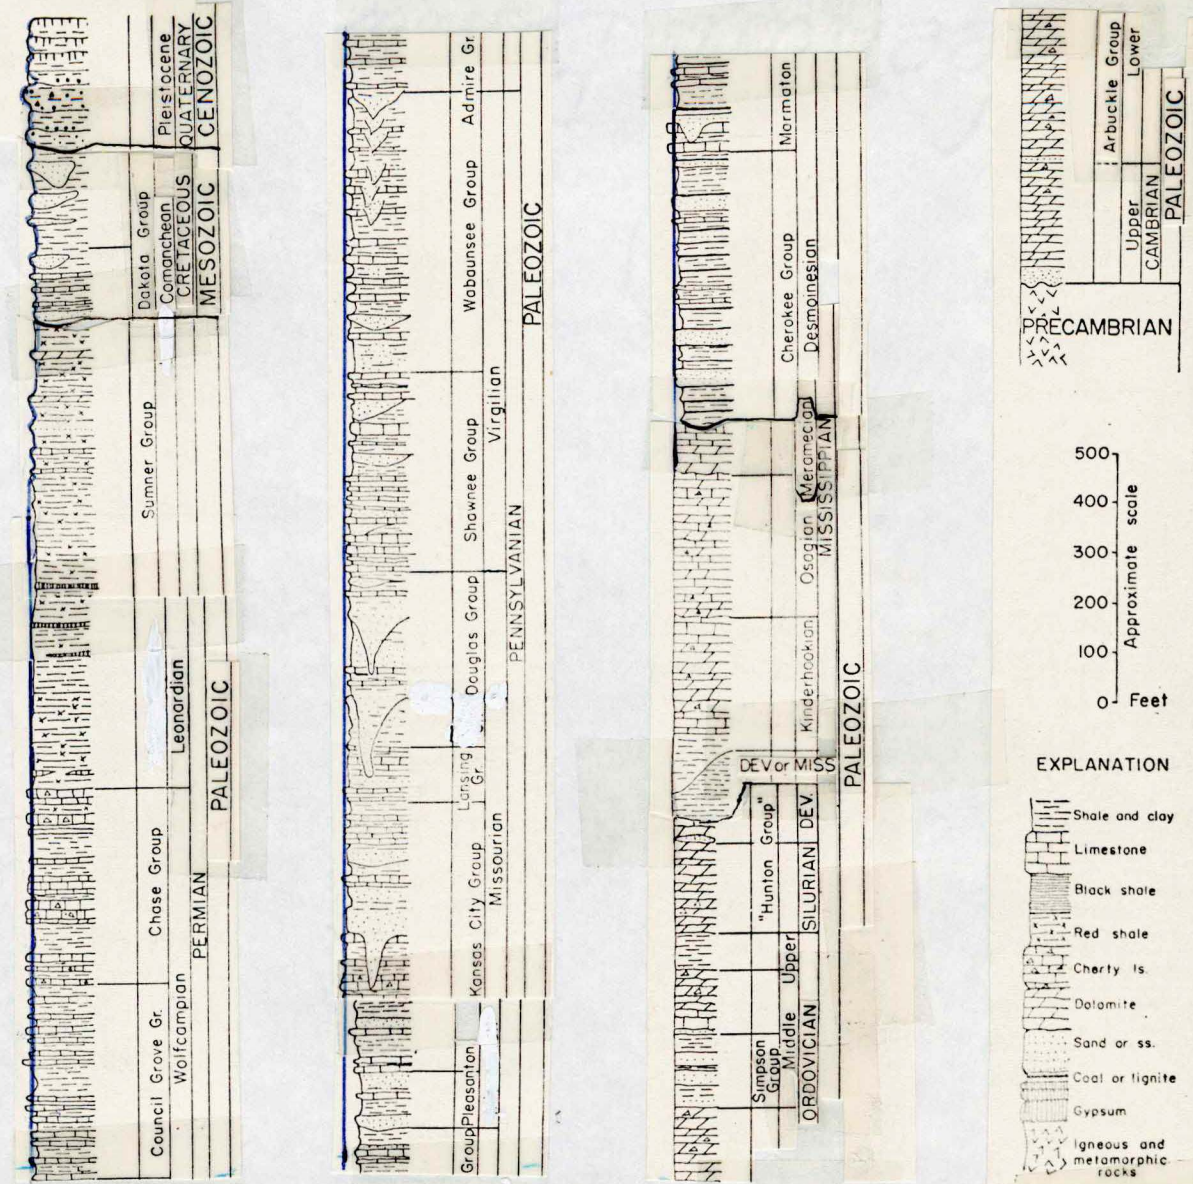 Pleistocene
QUATERNARY
CENOZOIC
Dakota Group
Comanchean
CRETACEOUS
MESOZOIC
Sumner Group
Leonardian
PALEOZOIC
Chase Group
PERMIAN
Council Grove Gr.
Wolfcampian
Admire Gr.
Wabaunsee Group
PALEOZOIC
Shawnee Group
Virgilian
Douglas Group
PENNSYLVANIAN
Lansing
Gr.
Kansas City Group
Missourian
Pleasanton
Group
Marmaton
Cherokee Group
Desmoinesian
Meramecian
MISSISSIPPIAN
Osagian
Kinderhookian
PALEOZOIC
DEV or MISS
"Hunton Group"
DEV.
SILURIAN
Upper
Middle
Simpson
Group
ORDOVICIAN
Arbuckle Group
Lower
Upper
CAMBRIAN
PALEOZOIC
PRECAMBRIAN
500
400
300
200
100
0
Feet
Approximate scale
EXPLANATION
Shale and clay
Limestone
Black shale
Red shale
Cherty ls.
Dolomite
Sand or ss.
Coal or lignite
Gypsum
Igneous and
metamorphic
rocks